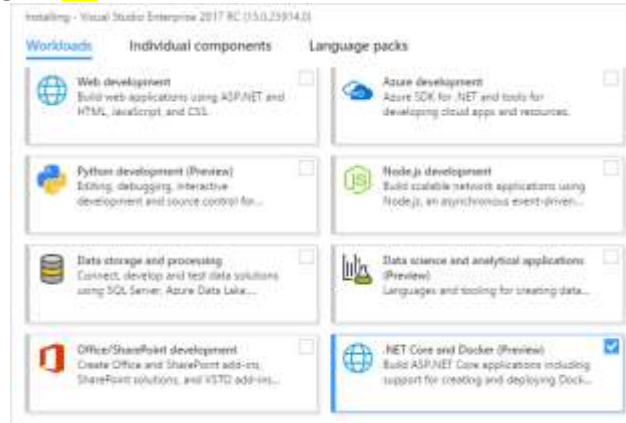 Installing - Visual Studio Enterprise 2017 RC (15.0.25914.0)
Workloads Individual components Language packs
Web development
Build web applications using ASP.NET and
HTML, JavaScript, and CSS.
Azure development
Azure SDK for .NET and tools for
developing cloud apps and resources.
Python development (Preview)
Editing, debugging, interactive
development and source control for...
Node.js development
Build scalable network applications using
Node.js, an asynchronous event-driven...
Data storage and processing
Connect, develop and test data solutions
using SQL Server, Azure Data Lake...
Data science and analytical applications
(Preview)
Languages and tooling for creating data...
Office/SharePoint development
Create Office and SharePoint add-ins,
SharePoint solutions, and VSTO add-ins...
.NET Core and Docker (Preview)
Build ASP.NET Core applications including
support for creating and deploying Dock...